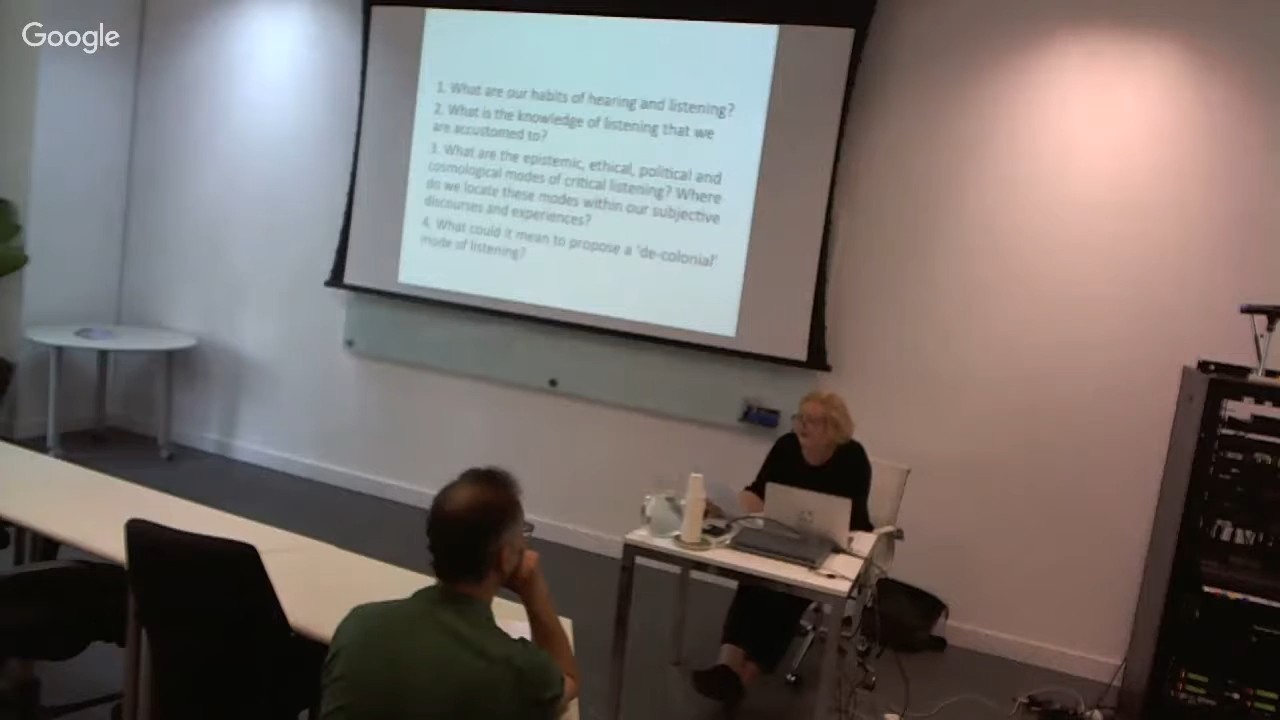 Google
1. What are our habits of hearing and listening?
2. What is the knowledge of listening that we
are accustomed to?
3. What are the epistemic, ethical, political and
cosmological modes of critical listening? Where
do we locate these modes within our subjective
discourses and experiences?
4. What could it mean to propose a 'de-colonial'
mode of listening?